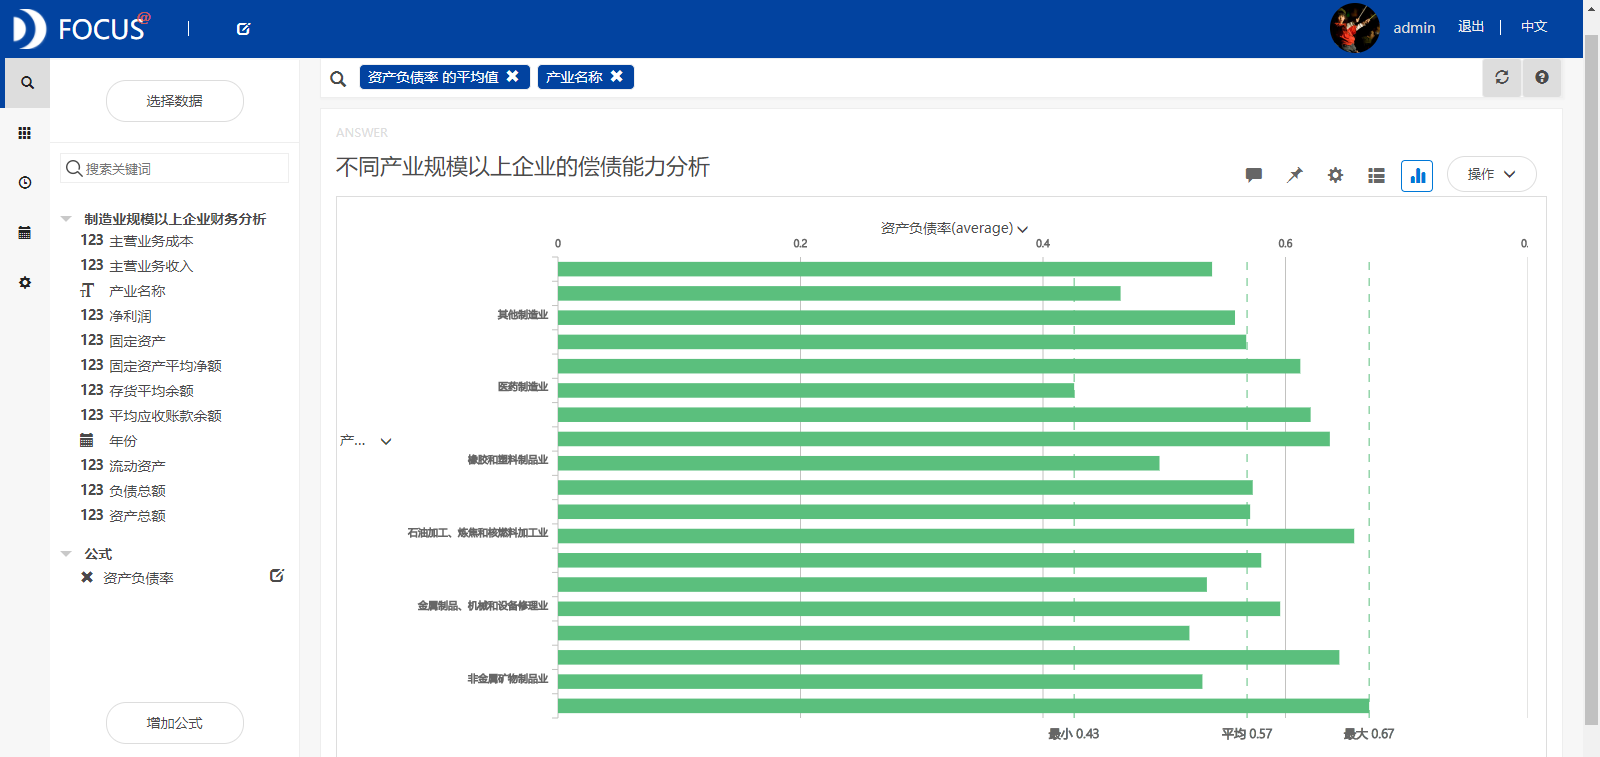 FOCUS@
admin
退出
中文
资产负债率 的平均值
产业名称
选择数据
搜索关键词
制造业规模以上企业财务分析
123 主营业务成本
123 主营业务收入
TT 产业名称
123 净利润
123 固定资产
123 固定资产平均净额
123 存货平均余额
123 平均应收账款余额
年份
123 流动资产
123 负债总额
123 资产总额
公式
资产负债率
增加公式
ANSWER
不同产业规模以上企业的偿债能力分析
操作
资产负债率(average)
0 0.2 0.4 0.6 0.
产...
其他制造业
医药制造业
橡胶和塑料制品业
石油加工、炼焦和核燃料加工业
金属制品、机械和设备修理业
非金属矿物制品业
最小 0.43 平均 0.57 最大 0.67